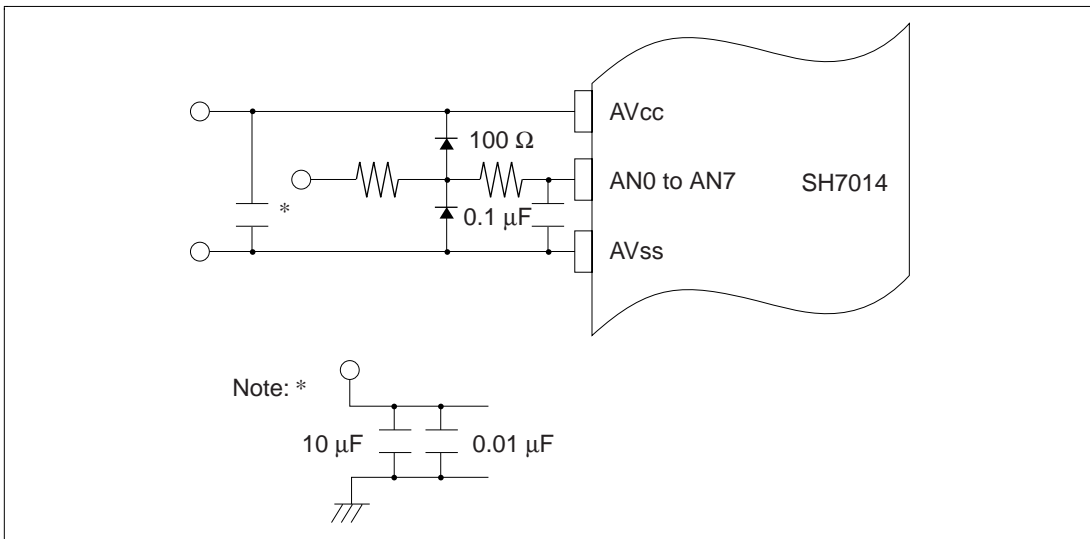 AVcc
100 Ω
AN0 to AN7
SH7014
*
0.1 µF
AVss
Note: *
10 µF
0.01 µF